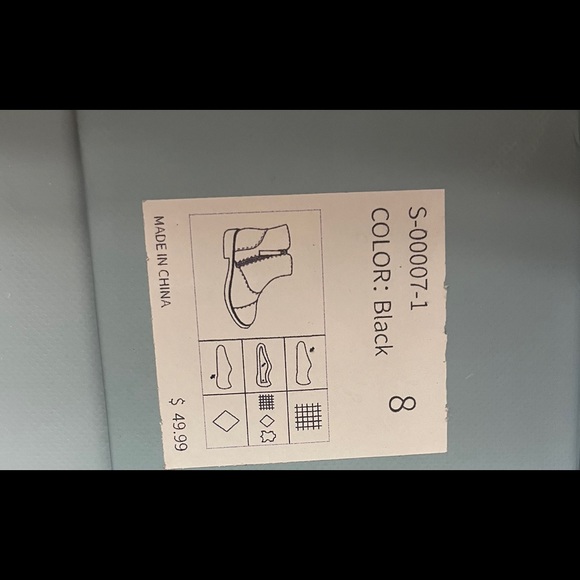 S-00007-1
COLOR: Black
8
MADE IN CHINA
$ 49.99